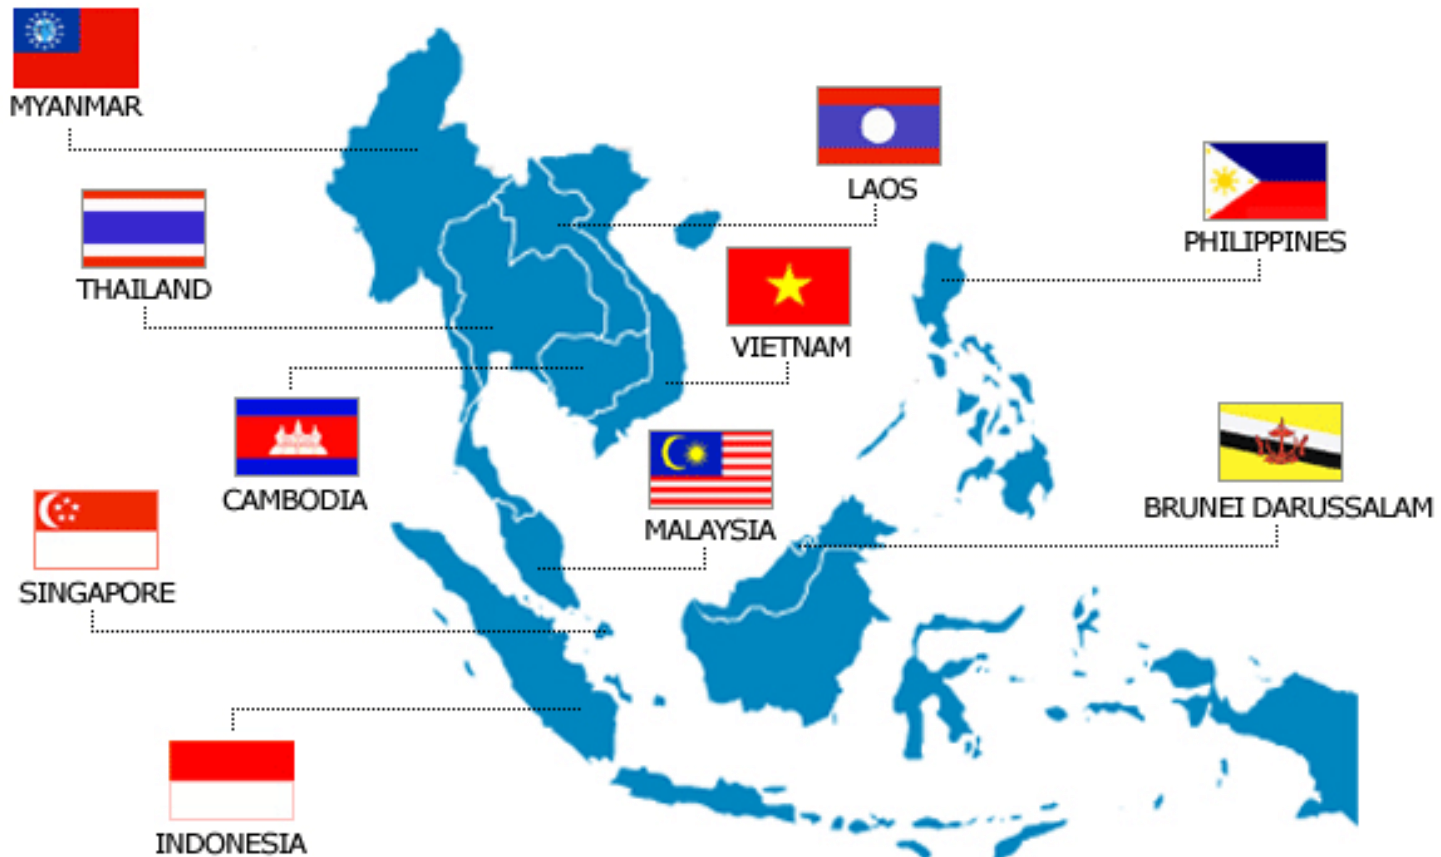 MYANMAR
LAOS
PHILIPPINES
THAILAND
VIETNAM
CAMBODIA
MALAYSIA
BRUNEI DARUSSALAM
SINGAPORE
INDONESIA